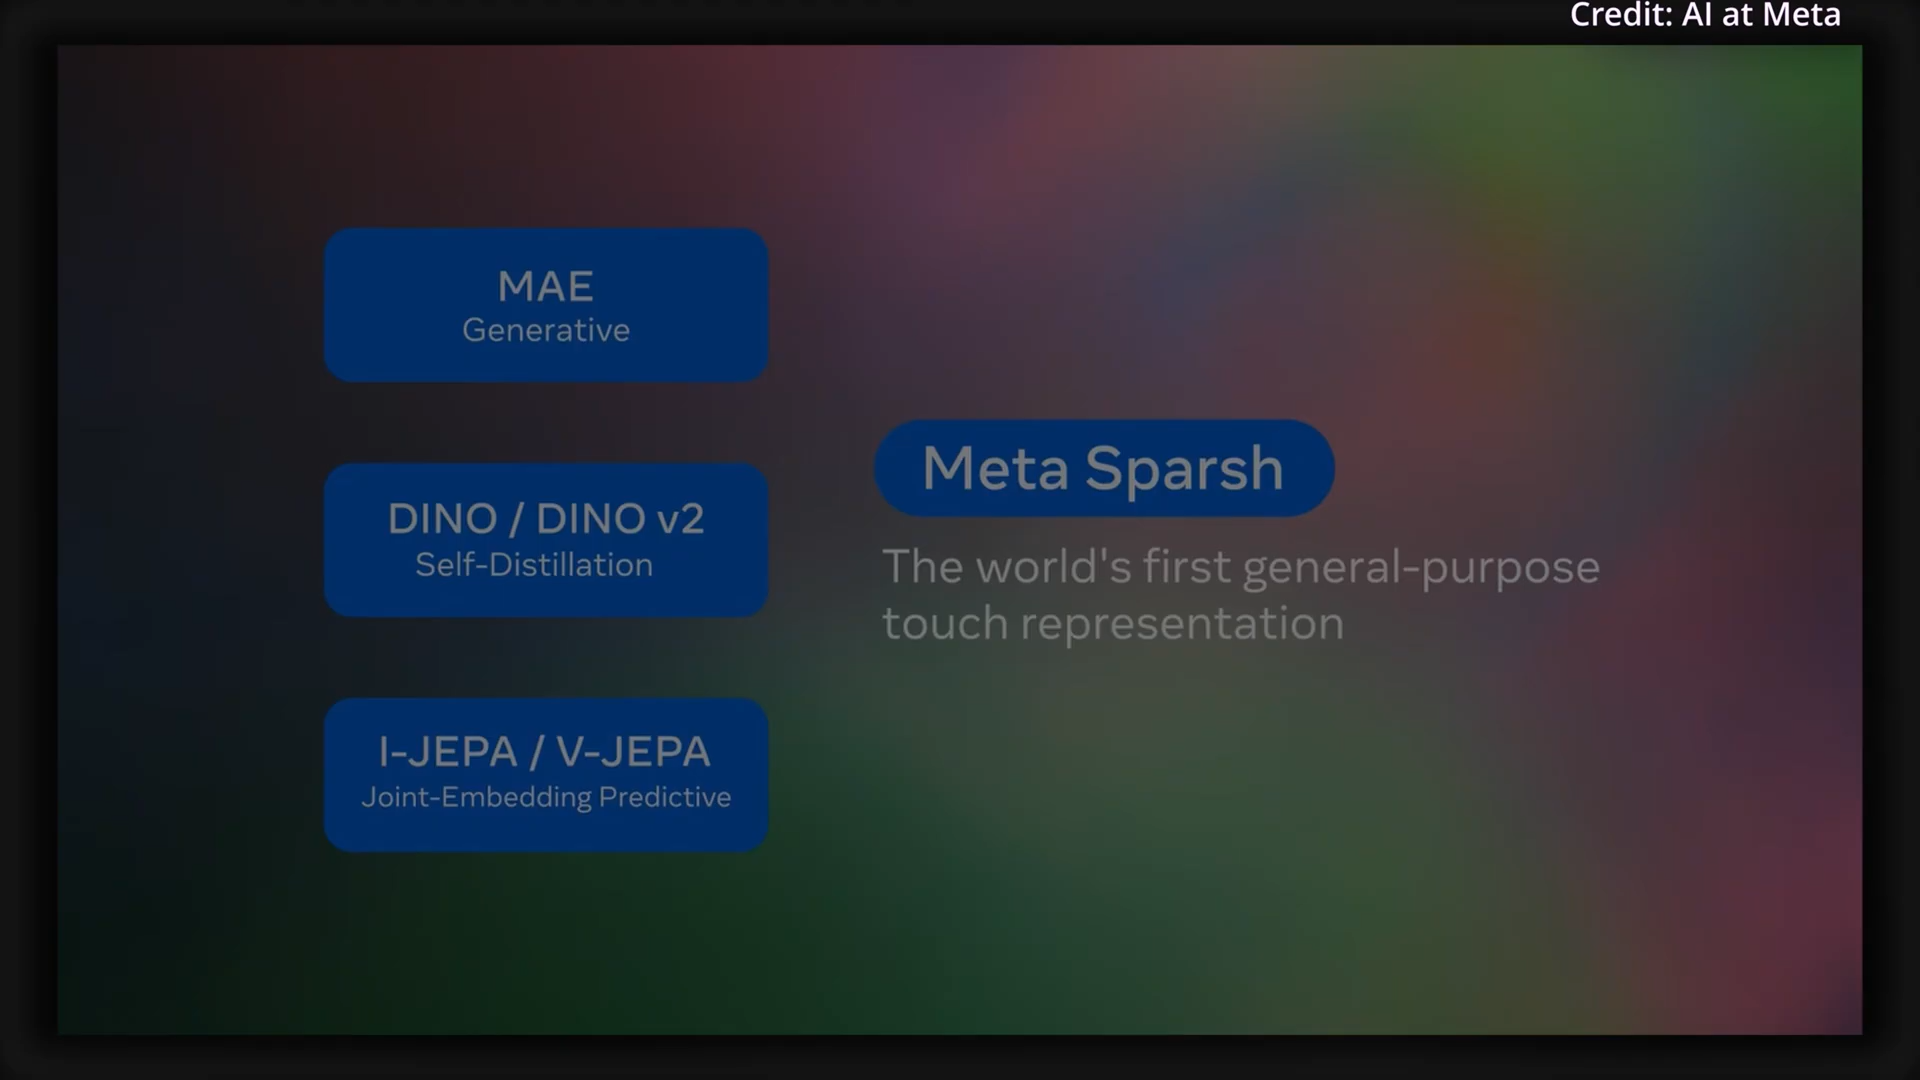 Credit: AI at Meta
MAE
Generative
DINO / DINO v2
Self-Distillation
I-JEPA / V-JEPA
Joint-Embedding Predictive
Meta Sparsh
The world's first general-purpose
touch representation